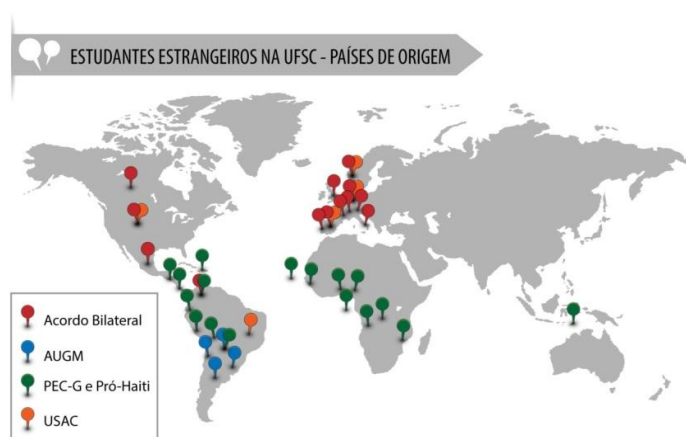 ESTUDANTES ESTRANGEIROS NA UFSC - PAÍSES DE ORIGEM
Acordo Bilateral
AUGM
PEC-G e Pró-Haiti
USAC